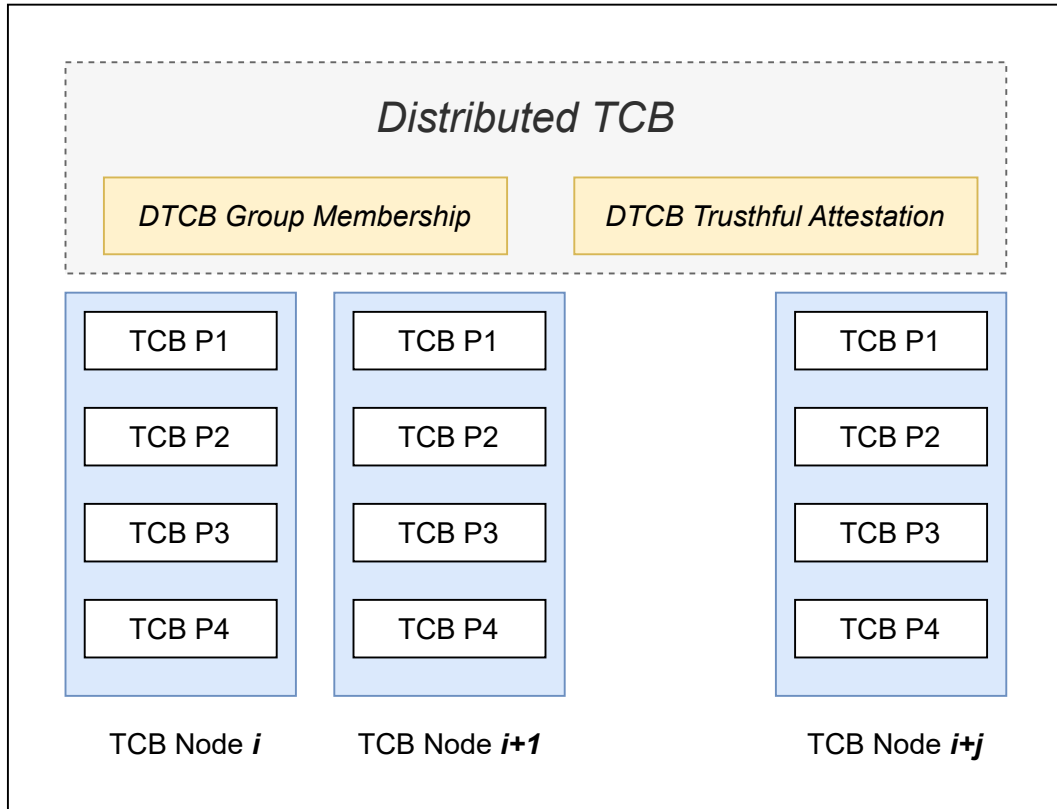 Distributed TCB
DTCB Group Membership
DTCB Trusthful Attestation
TCB P1
TCB P2
TCB P3
TCB P4
TCB Node i
TCB P1
TCB P2
TCB P3
TCB P4
TCB Node i+1
TCB P1
TCB P2
TCB P3
TCB P4
TCB Node i+j